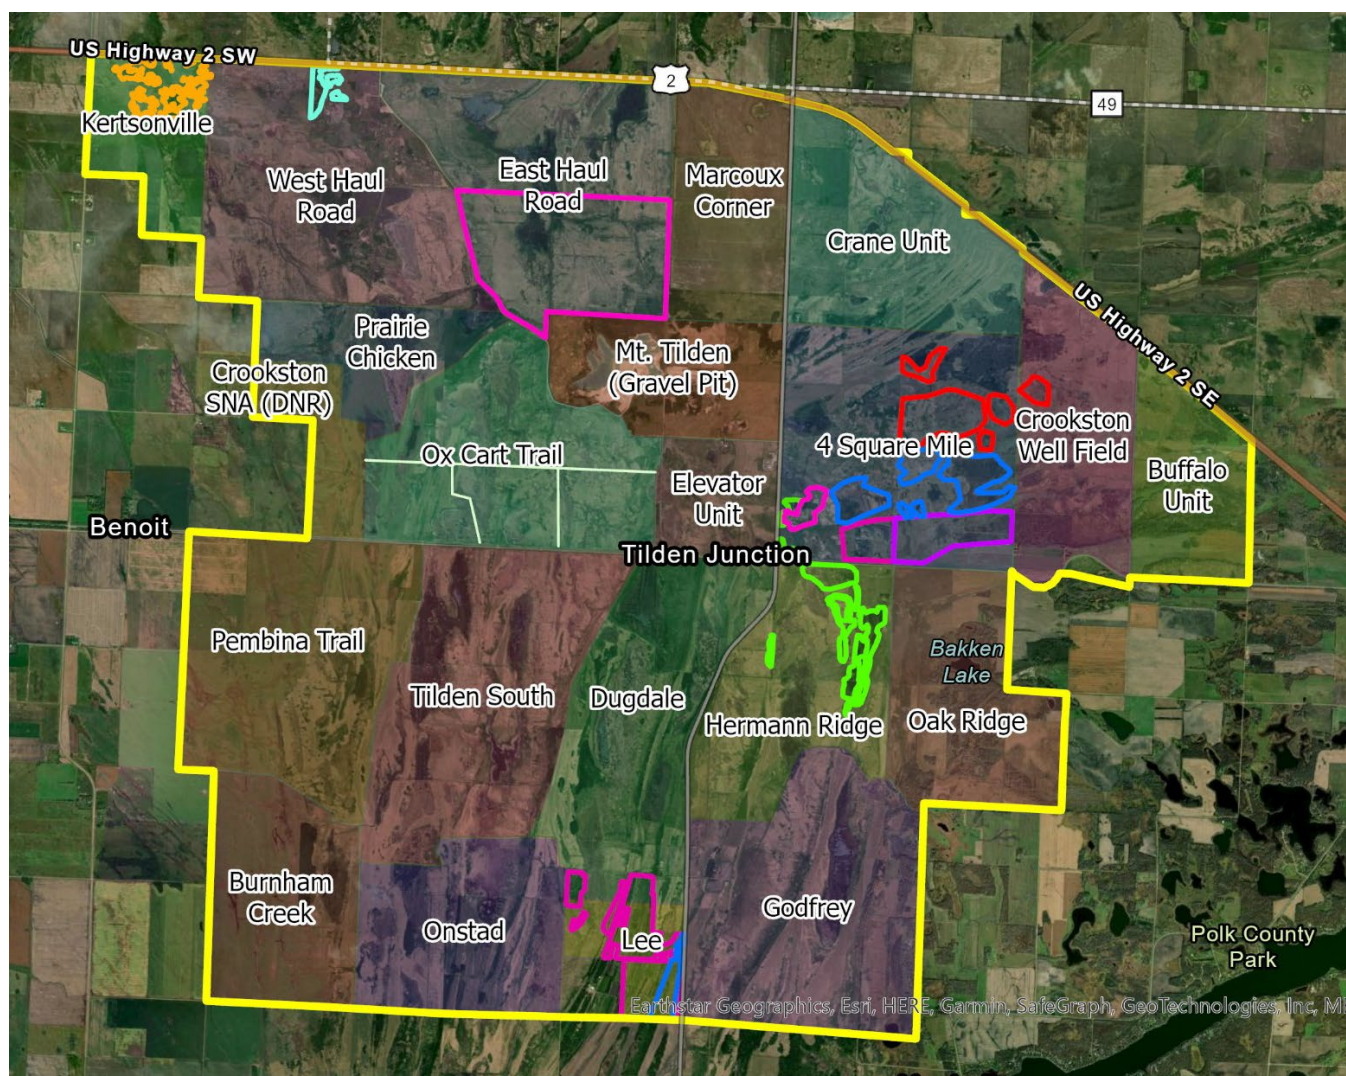 US Highway 2 SW
2
49
Kertsonville
West Haul
Road
East Haul
Road
Marcoux
Corner
Crane Unit
US Highway 2 SE
Prairie
Chicken
Mt. Tilden
(Gravel Pit)
Crookston
SNA (DNR)
Ox Cart Trail
4 Square Mile
Crookston
Well Field
Elevator
Unit
Buffalo
Unit
Benoit
Tilden Junction
Pembina Trail
Tilden South
Dugdale
Hermann Ridge
Bakken
Lake
Oak Ridge
Burnham
Creek
Onstad
Lee
Godfrey
Polk County
Park
Earthstar Geographics, Esri, HERE, Garmin, SafeGraph, GeoTechnologies, Inc, M